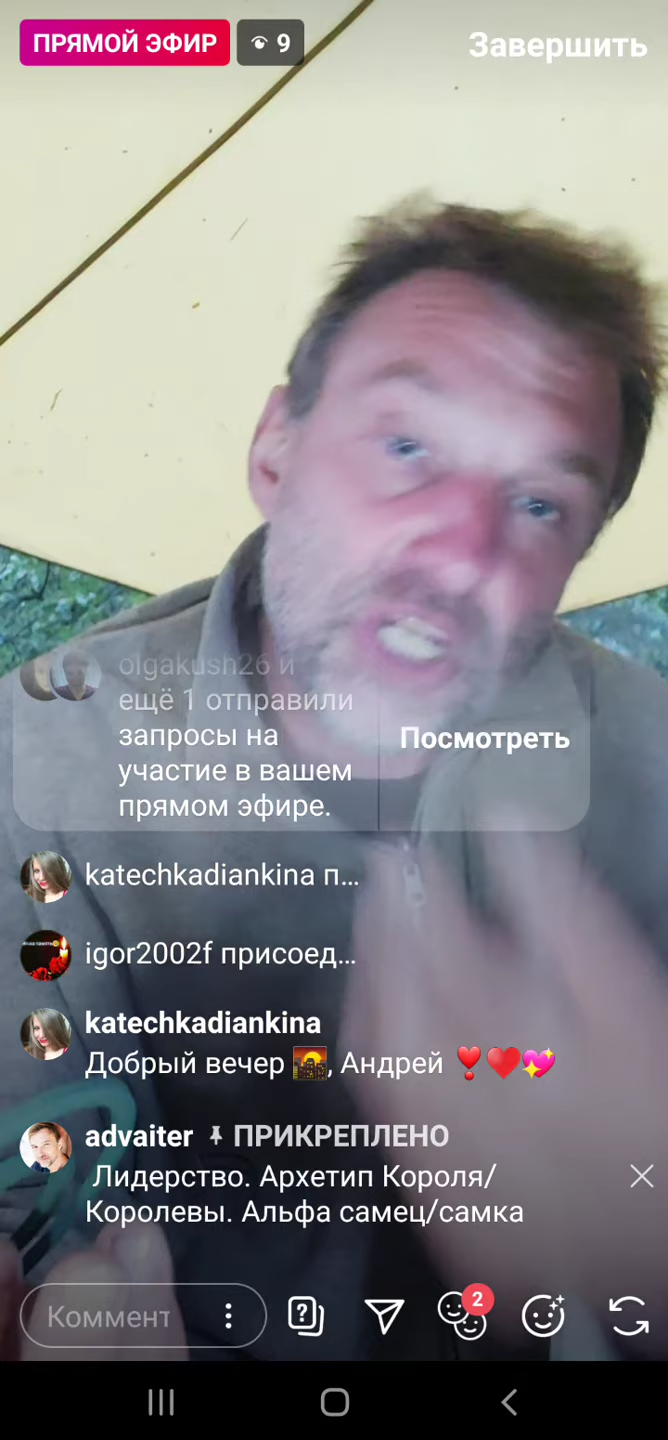 ПРЯМОЙ ЭФИР
9
Завершить
olgakush26 и
ещё 1 отправили
запросы на
участие в вашем
прямом эфире.
Посмотреть
katechkadiankina п...
igor2002f присоед...
katechkadiankina
Добрый вечер 🌇, Андрей ❣️♥️💖
advaiter ПРИКРЕПЛЕНО
Лидерство. Архетип Короля/
Королевы. Альфа самец/самка
Коммент
2